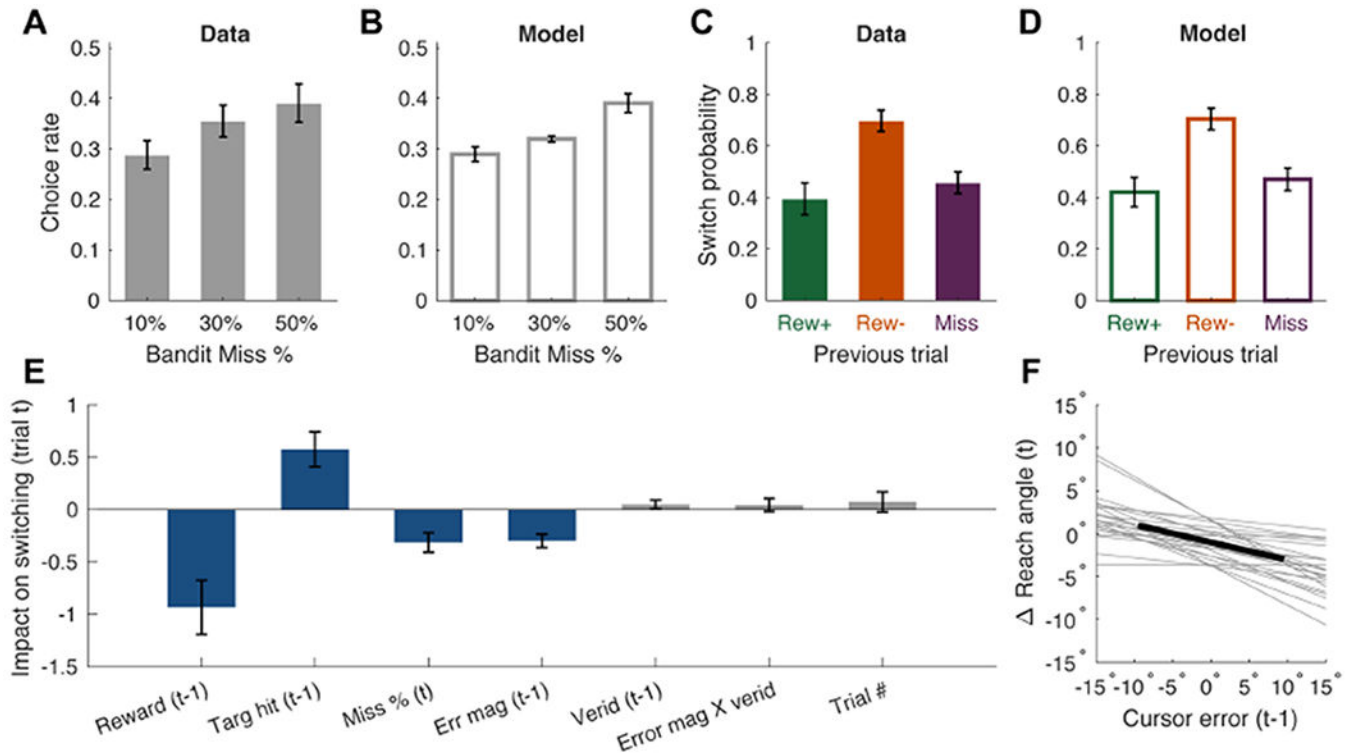 A
Data
Choice rate
0.5
0.4
0.3
0.2
0.1
0
10% 30% 50%
Bandit Miss %
B
Model
0.5
0.4
0.3
0.2
0.1
0
10% 30% 50%
Bandit Miss %
C
Data
Switch probability
1
0.8
0.6
0.4
0.2
0
Rew+ Rew- Miss
Previous trial
D
Model
1
0.8
0.6
0.4
0.2
0
Rew+ Rew- Miss
Previous trial
E
Impact on switching (trial t)
1
0.5
0
-0.5
-1
-1.5
Reward (t-1)
Targ hit (t-1)
Miss % (t)
Err mag (t-1)
Verid (t-1)
Error mag X verid
Trial #
F
Δ Reach angle (t)
15°
10°
5°
0°
-5°
-10°
-15°
-15° -10° -5° 0° 5° 10° 15°
Cursor error (t-1)